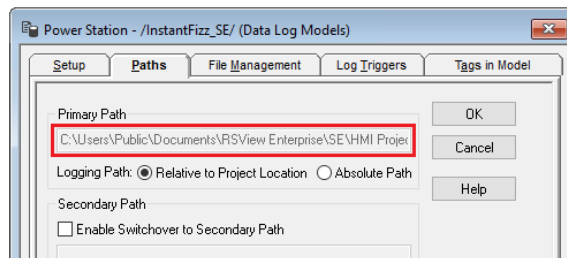 Power Station - /InstantFizz_SE/ (Data Log Models)
Setup Paths File Management Log Triggers Tags in Model
Primary Path OK
C:\Users\Public\Documents\RSView Enterprise\SE\HMI Projec
Cancel
Logging Path: Relative to Project Location Absolute Path
Help
Secondary Path
Enable Switchover to Secondary Path